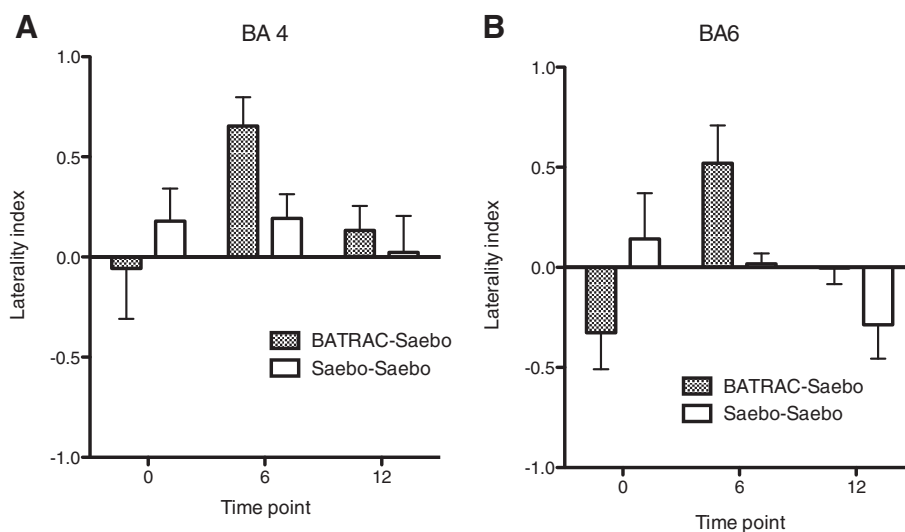 A
BA 4
1.0
0.5
0.0
-0.5
-1.0
Laterality index
BATRAC-Saebo
Saebo-Saebo
0 6 12
Time point
B
BA6
1.0
0.5
0.0
-0.5
-1.0
Laterality index
BATRAC-Saebo
Saebo-Saebo
0 6 12
Time point